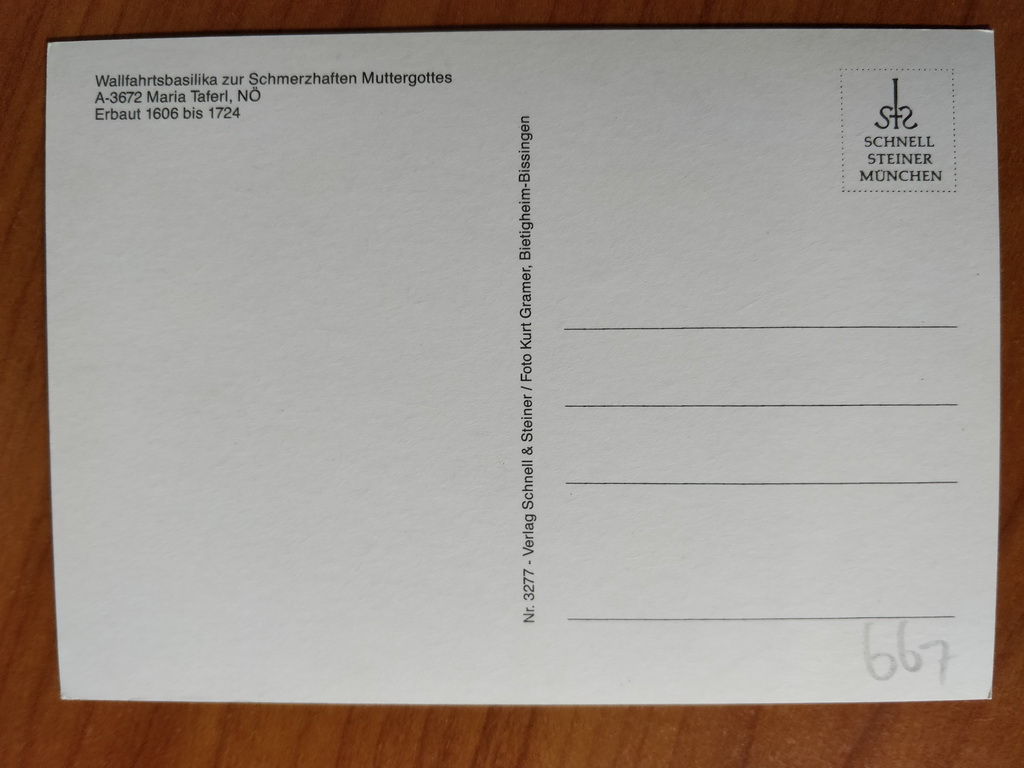 Wallfahrtsbasilika zur Schmerzhaften Muttergottes
A-3672 Maria Taferl, NÖ
Erbaut 1606 bis 1724
Nr. 3277 - Verlag Schnell & Steiner / Foto Kurt Gramer, Bietigheim-Bissingen
SCHNELL
STEINER
MÜNCHEN
667